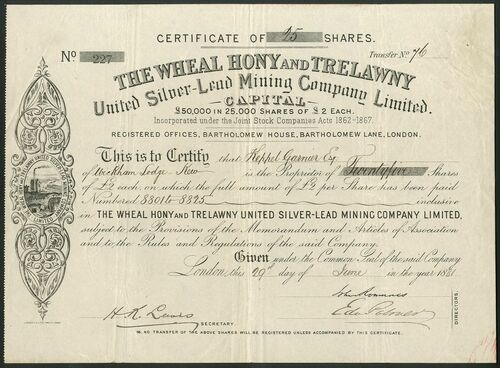 CERTIFICATE OF 25 SHARES.
No 227
Transfer No 76
THE WHEAL HONY AND TRELAWNY
United Silver-Lead Mining Company Limited.
CAPITAL
£50,000 IN 25,000 SHARES OF £2 EACH.
Incorporated under the Joint Stock Companies Acts 1862-1867.
REGISTERED OFFICES, BARTHOLOMEW HOUSE, BARTHOLOMEW LANE, LONDON.
This is to Certify that Keppel Garnier Esq
of Wickham Lodge, Kew is the Proprietor of Twentyfive Shares
of £2 each, on which the full amount of £2 per Share has been paid
Numbered 8801 to 8825 inclusive
in THE WHEAL HONY AND TRELAWNY UNITED SILVER-LEAD MINING COMPANY LIMITED,
subject to the Provisions of the Memorandum and Articles of Association
and to the Rules and Regulations of the said Company.
Given under the Common Seal of the said Company
London, this 29th day of June in the year 1881
H. K. Lewis
SECRETARY.
DIRECTORS.
NO TRANSFER OF THE ABOVE SHARES WILL BE REGISTERED UNLESS ACCOMPANIED BY THIS CERTIFICATE.